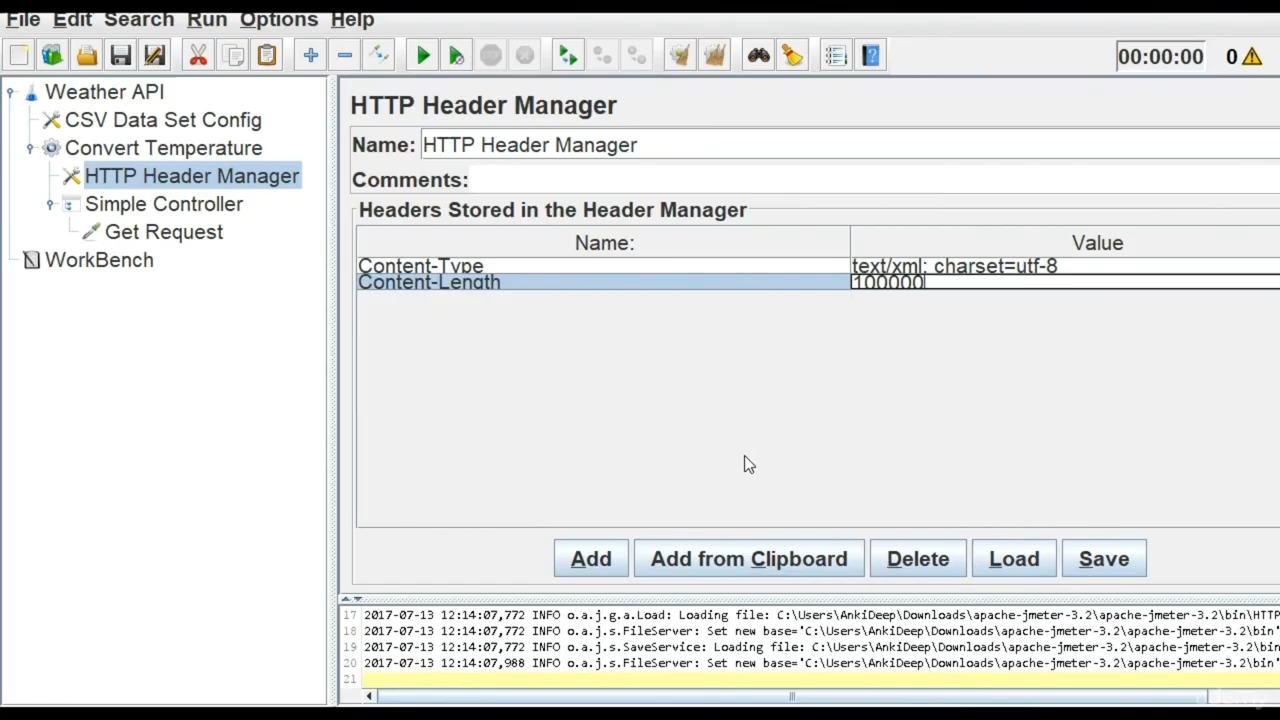 File Edit Search Run Options Help
00:00:00 0
Weather API
CSV Data Set Config
Convert Temperature
HTTP Header Manager
Simple Controller
Get Request
WorkBench
HTTP Header Manager
Name: HTTP Header Manager
Comments:
Headers Stored in the Header Manager
Name: Value
Content-Type text/xml; charset=utf-8
Content-Length 100000
Add Add from Clipboard Delete Load Save
17 2017-07-13 12:14:07,772 INFO o.a.j.g.a.Load: Loading file: C:\Users\AnkiDeep\Downloads\apache-jmeter-3.2\apache-jmeter-3.2\bin\HTTP
18 2017-07-13 12:14:07,772 INFO o.a.j.s.FileServer: Set new base='C:\Users\AnkiDeep\Downloads\apache-jmeter-3.2\apache-jmeter-3.2\bin'
19 2017-07-13 12:14:07,772 INFO o.a.j.s.SaveService: Loading file: C:\Users\AnkiDeep\Downloads\apache-jmeter-3.2\apache-jmeter-3.2\bin
20 2017-07-13 12:14:07,988 INFO o.a.j.s.FileServer: Set new base='C:\Users\AnkiDeep\Downloads\apache-jmeter-3.2\apache-jmeter-3.2\bin'
21